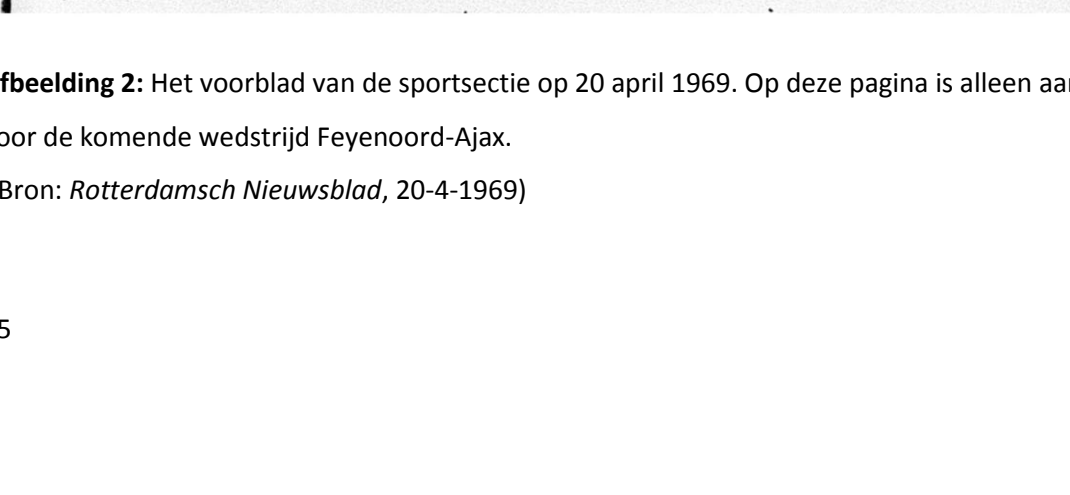 fbeelding 2: Het voorblad van de sportsectie op 20 april 1969. Op deze pagina is alleen aan
oor de komende wedstrijd Feyenoord-Ajax.
Bron: Rotterdamsch Nieuwsblad, 20-4-1969)
5